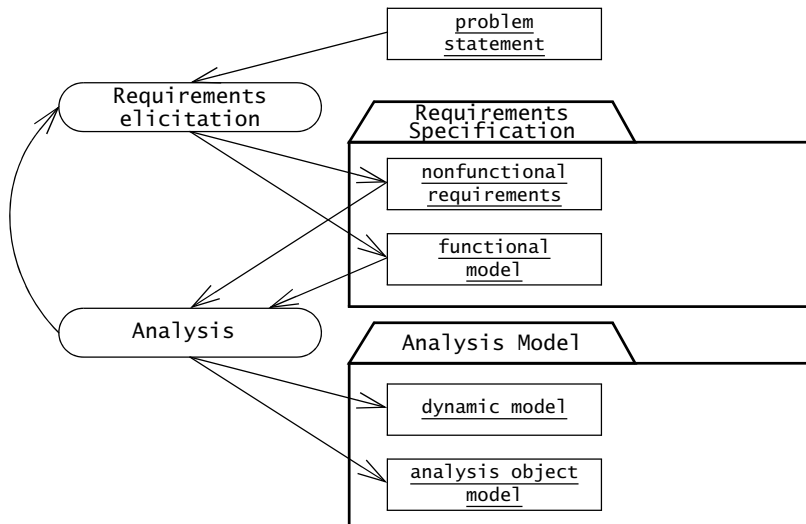 problem
statement
Requirements
elicitation
Requirements
Specification
nonfunctional
requirements
functional
model
Analysis
Analysis Model
dynamic model
analysis object
model